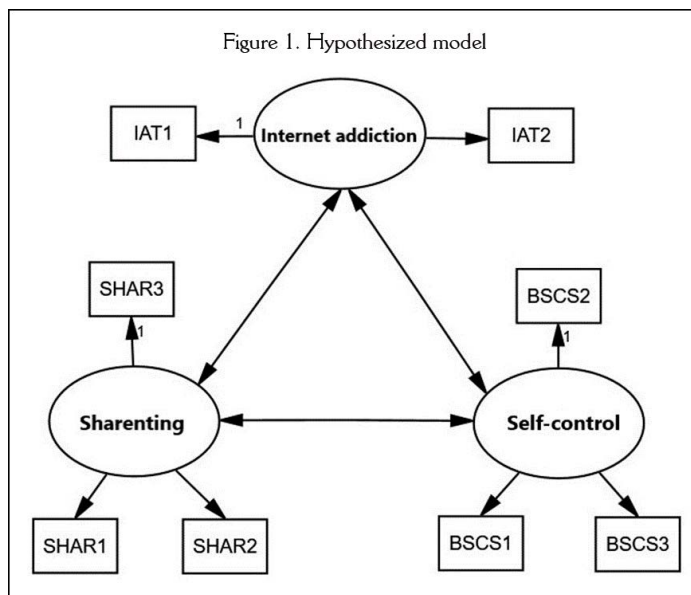 Figure 1. Hypothesized model
IAT1
1
Internet addiction
IAT2
SHAR3
1
BSCS2
1
Sharenting
Self-control
SHAR1
SHAR2
BSCS1
BSCS3